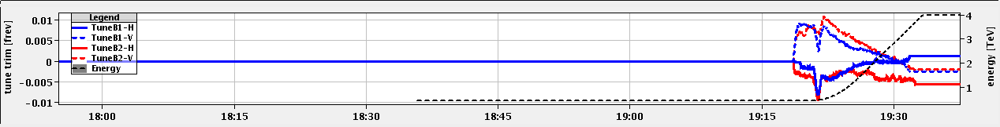 Legend
TuneB1-H
TuneB1-V
TuneB2-H
TuneB2-V
Energy
tune trim [frev]
0.01
0.005
0
-0.005
-0.01
energy [TeV]
4
3
2
1
18:00 18:15 18:30 18:45 19:00 19:15 19:30